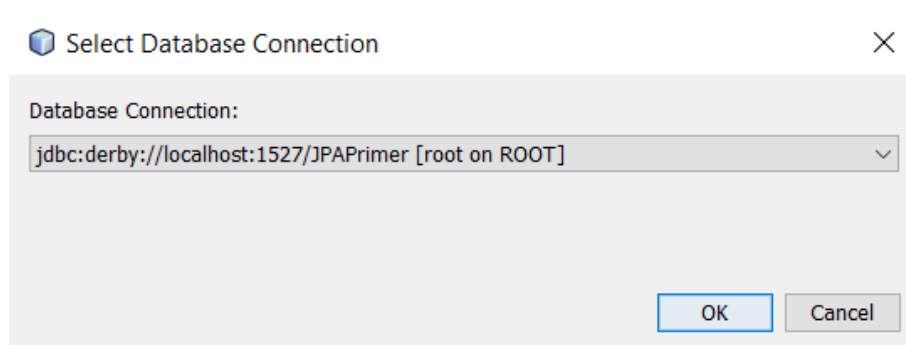 Select Database Connection
Database Connection:
jdbc:derby://localhost:1527/JPAPrimer [root on ROOT]
OK Cancel